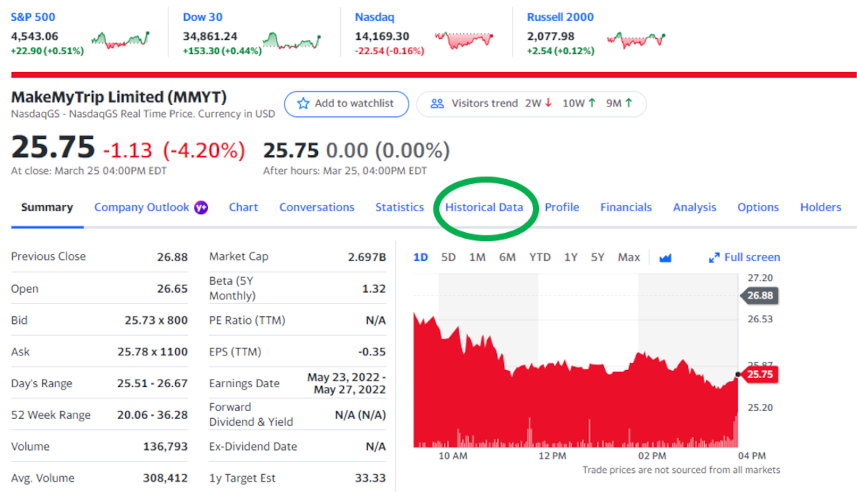 S&P 500 Dow 30 Nasdaq Russell 2000
4,543.06 34,861.24 14,169.30 2,077.98
+22.90 (+0.51%) +153.30 (+0.44%) -22.54 (-0.16%) +2.54 (+0.12%)
MakeMyTrip Limited (MMYT)
NasdaqGS - NasdaqGS Real Time Price. Currency in USD
Add to watchlist
Visitors trend 2W ↓ 10W ↑ 9M ↑
25.75 -1.13 (-4.20%) 25.75 0.00 (0.00%)
At close: March 25 04:00PM EDT After hours: Mar 25, 04:00PM EDT
Summary Company Outlook Y+ Chart Conversations Statistics Historical Data Profile Financials Analysis Options Holders
Previous Close 26.88
Open 26.65
Bid 25.73 x 800
Ask 25.78 x 1100
Day's Range 25.51 - 26.67
52 Week Range 20.06 - 36.28
Volume 136,793
Avg. Volume 308,412
Market Cap 2.697B
Beta (5Y
Monthly) 1.32
PE Ratio (TTM) N/A
EPS (TTM) -0.35
Earnings Date May 23, 2022 -
May 27, 2022
Forward
Dividend & Yield N/A (N/A)
Ex-Dividend Date N/A
1y Target Est 33.33
1D 5D 1M 6M YTD 1Y 5Y Max Full screen
27.20
26.88
26.53
25.87
25.75
25.20
10 AM 12 PM 02 PM 04 PM
Trade prices are not sourced from all markets